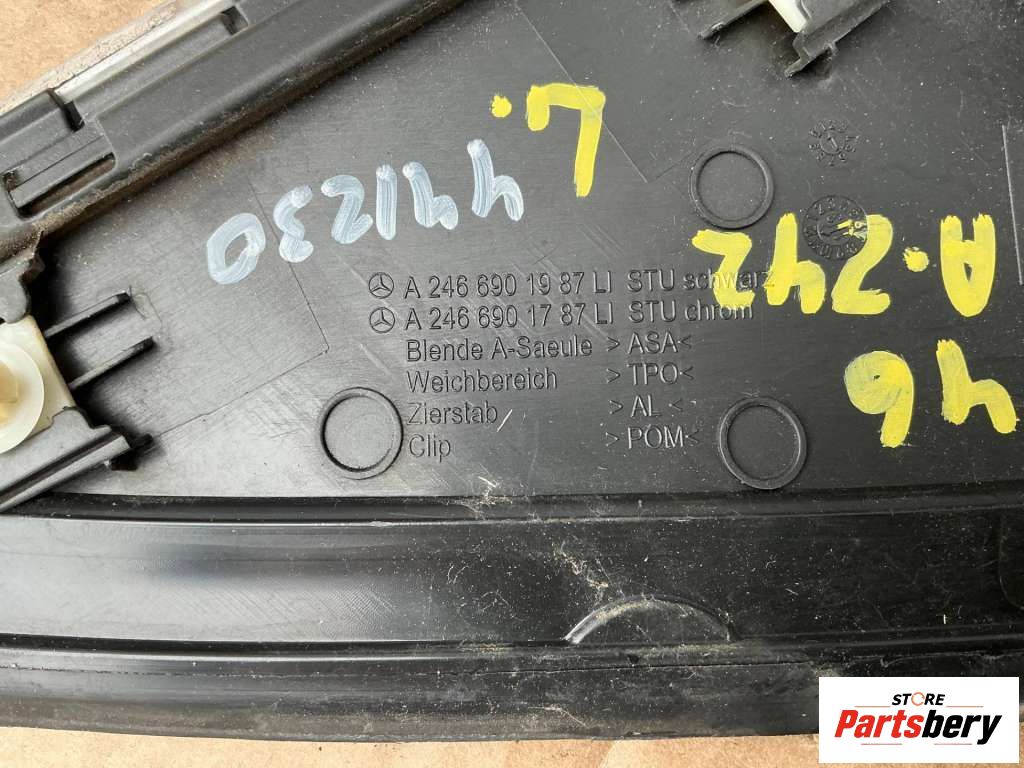 L.
441230
A.242
46
A 246 690 19 87 LI STU schwarz
A 246 690 17 87 LI STU chrom
Blende A-Saeule >ASA<
Weichbereich >TPO<
Zierstab >AL<
Clip >POM<
STORE
Partsbery